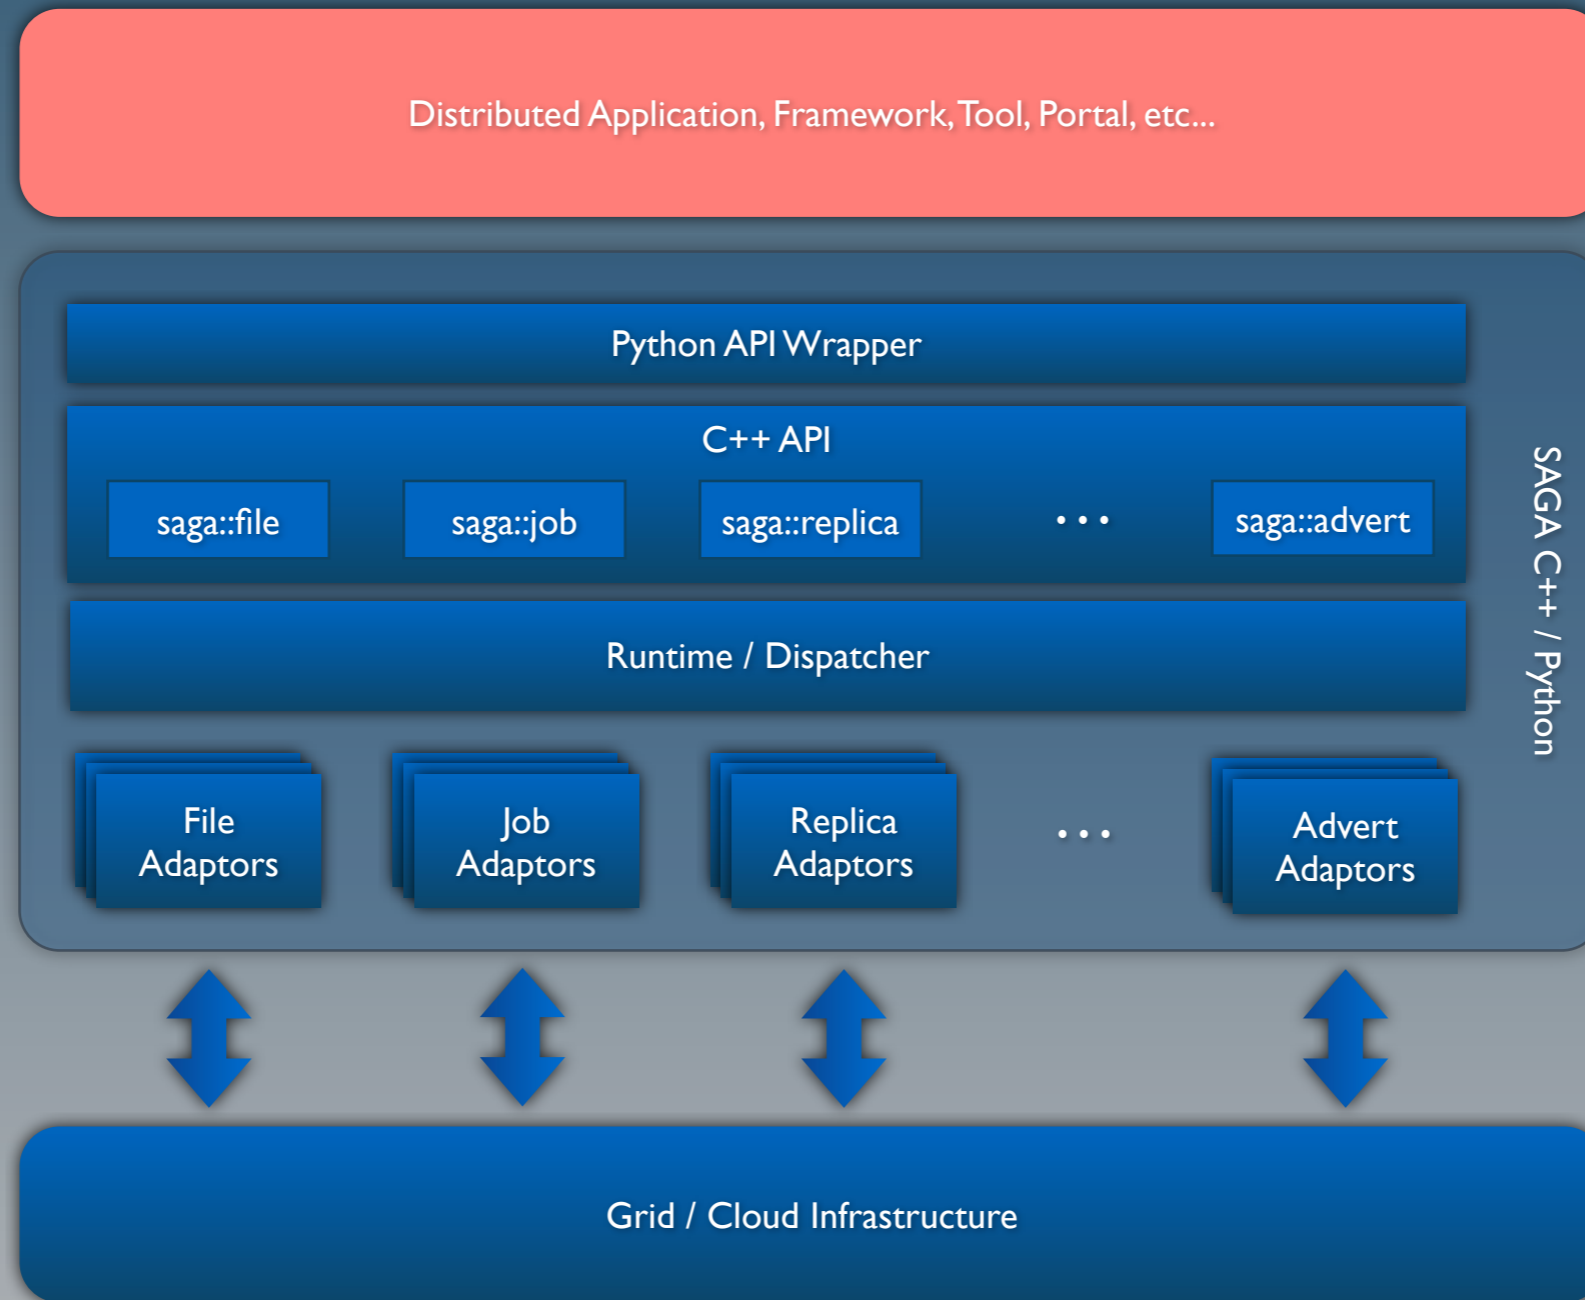 Distributed Application, Framework, Tool, Portal, etc...
Python API Wrapper
C++ API
saga::file
saga::job
saga::replica
...
saga::advert
Runtime / Dispatcher
SAGA C++ / Python
File
Adaptors
Job
Adaptors
Replica
Adaptors
...
Advert
Adaptors
Grid / Cloud Infrastructure